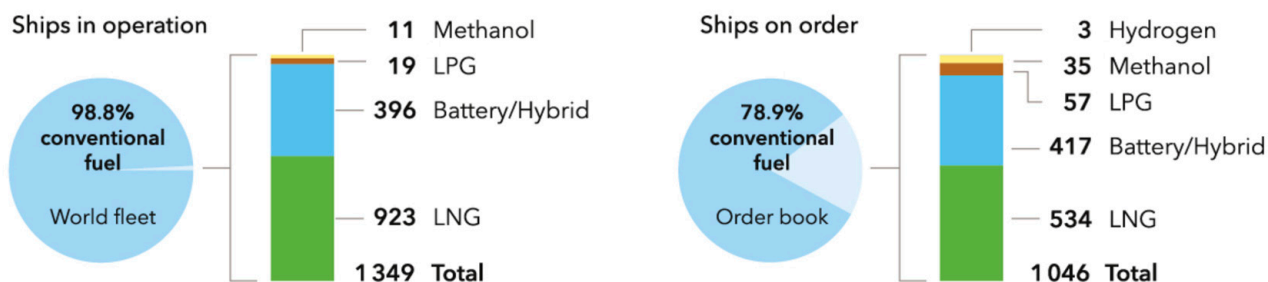 Ships in operation
98.8%
conventional
fuel
World fleet
11 Methanol
19 LPG
396 Battery/Hybrid
923 LNG
1 349 Total
Ships on order
78.9%
conventional
fuel
Order book
3 Hydrogen
35 Methanol
57 LPG
417 Battery/Hybrid
534 LNG
1 046 Total